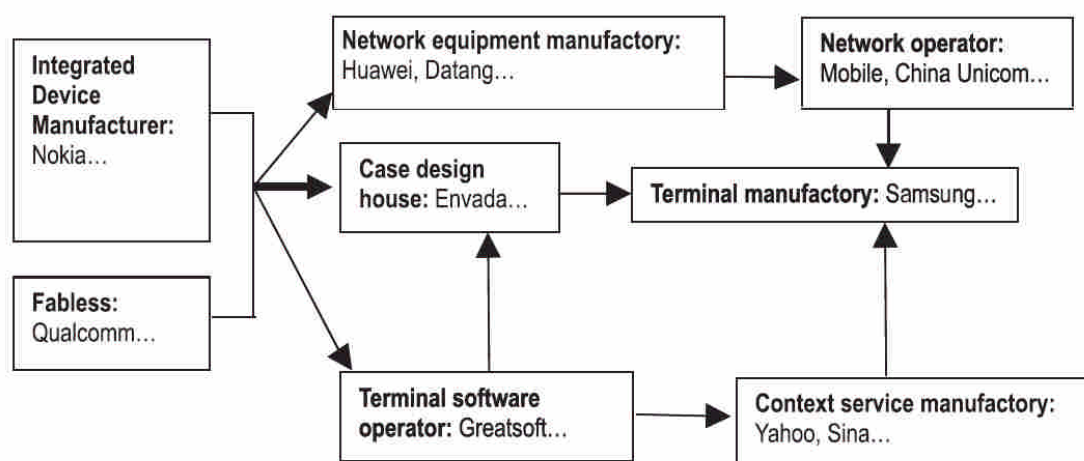 Integrated
Device
Manufacturer:
Nokia…
Fabless:
Qualcomm…
Network equipment manufactory:
Huawei, Datang…
Case design
house: Envada…
Terminal software
operator: Greatsoft…
Network operator:
Mobile, China Unicom…
Terminal manufactory: Samsung…
Context service manufactory:
Yahoo, Sina…